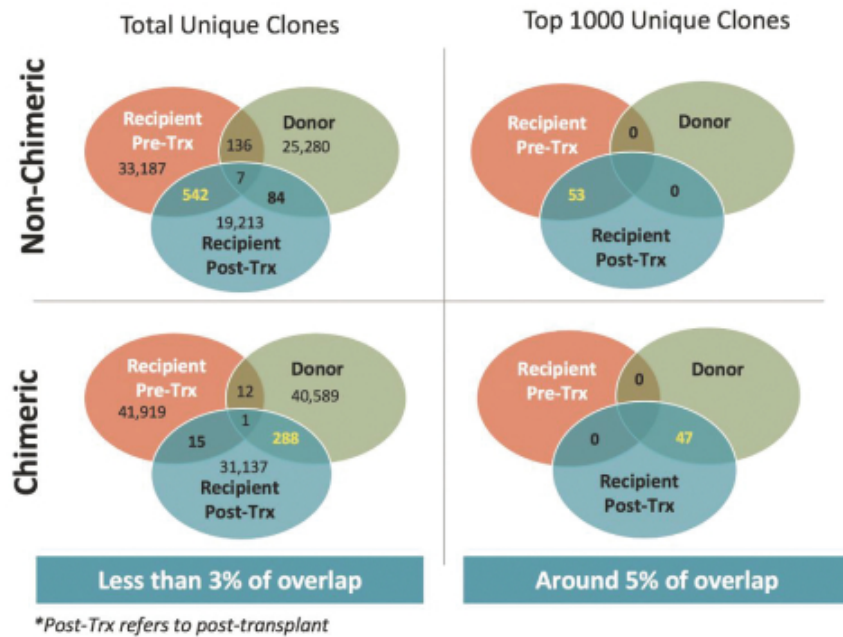 Total Unique Clones
Top 1000 Unique Clones
Non-Chimeric
Recipient
Pre-Trx
33,187
136
Donor
25,280
7
542
84
19,213
Recipient
Post-Trx
Recipient
Pre-Trx
0
Donor
53
0
Recipient
Post-Trx
Chimeric
Recipient
Pre-Trx
41,919
12
Donor
40,589
1
15
288
31,137
Recipient
Post-Trx
Recipient
Pre-Trx
0
Donor
0
47
Recipient
Post-Trx
Less than 3% of overlap
Around 5% of overlap
*Post-Trx refers to post-transplant